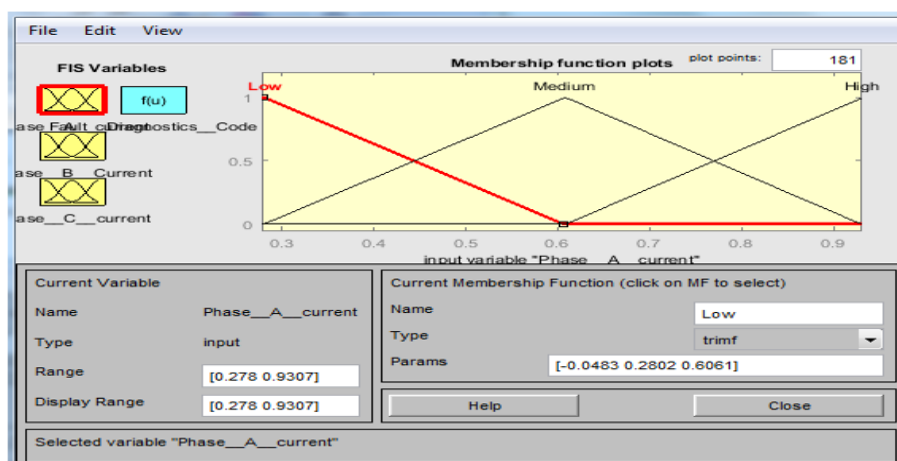 File Edit View
FIS Variables
Membership function plots
plot points:
181
f(u)
Low
Medium
High
1
0.5
0
ase__B__Current
ase__C__current
0.3 0.4 0.5 0.6 0.7 0.8 0.9
input variable "Phase__A__current"
Current Variable
Name Phase__A__current
Type input
Range [0.278 0.9307]
Display Range [0.278 0.9307]
Current Membership Function (click on MF to select)
Name Low
Type trimf
Params [-0.0483 0.2802 0.6061]
Help Close
Selected variable "Phase__A__current"